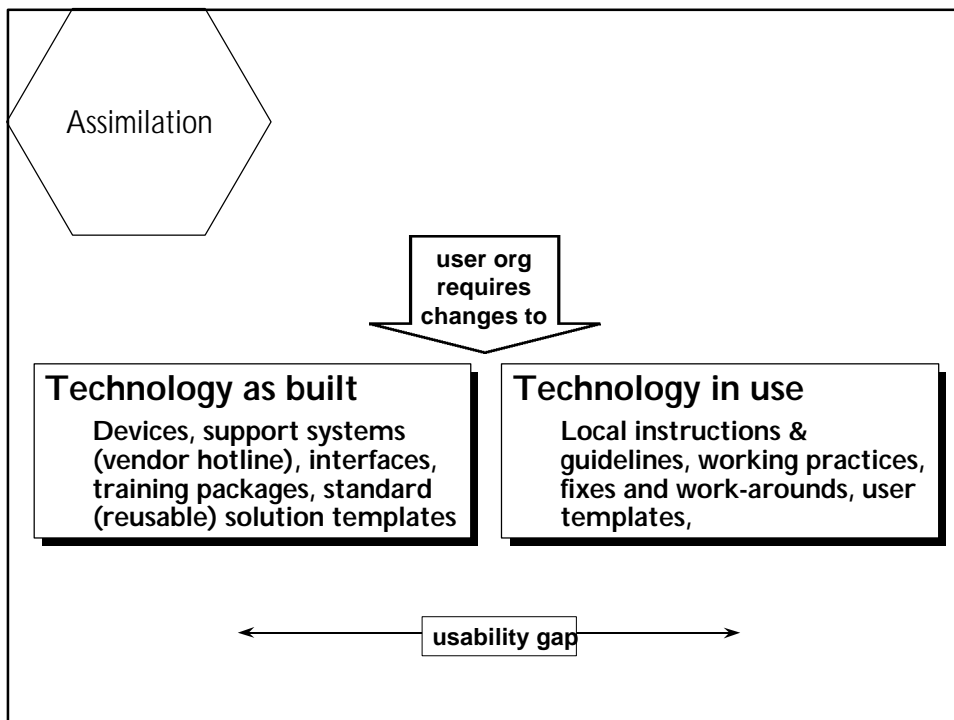 Assimilation
user org
requires
changes to
Technology as built
Devices, support systems
(vendor hotline), interfaces,
training packages, standard
(reusable) solution templates
Technology in use
Local instructions &
guidelines, working practices,
fixes and work-arounds, user
templates,
usability gap